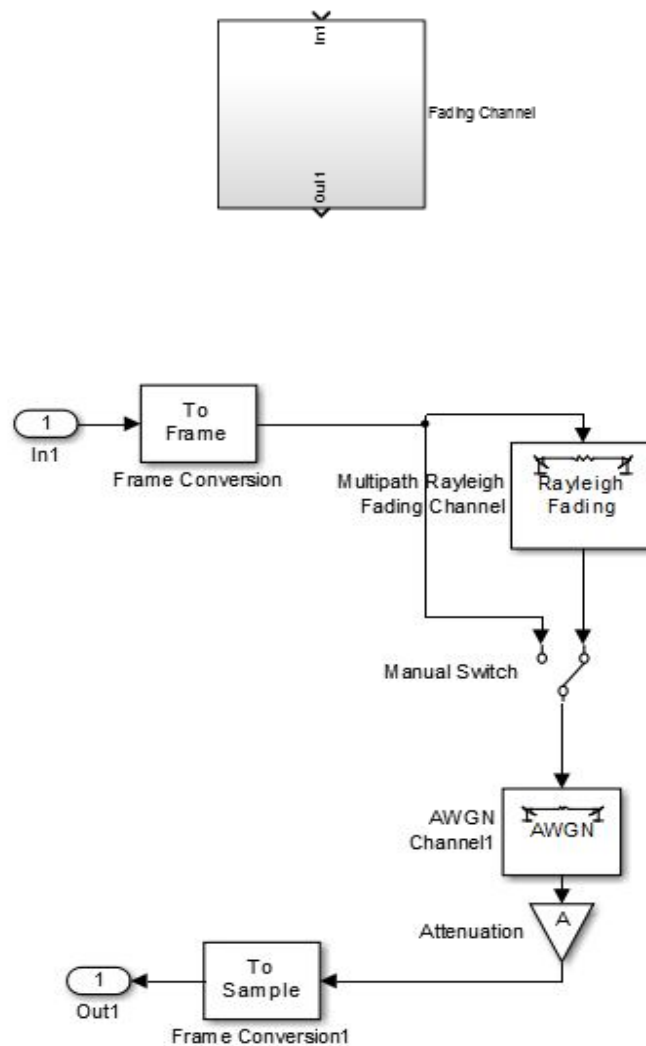 In1
Fading Channel
out1
1
In1
To
Frame
Frame Conversion
Multipath Rayleigh
Fading Channel
Rayleigh
Fading
Manual Switch
AWGN
Channel1
AWGN
A
Attenuation
1
Out1
To
Sample
Frame Conversion1